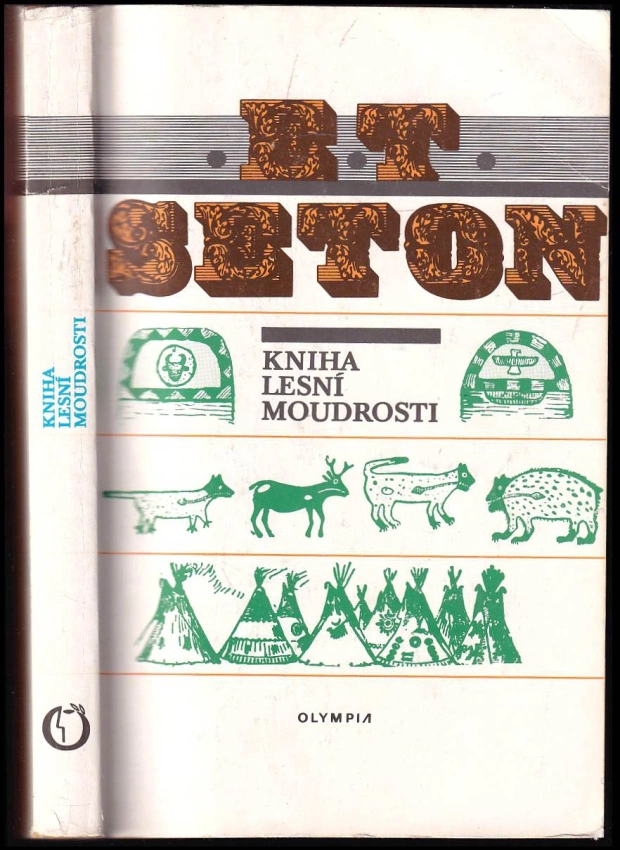 KNIHA
LESNÍ
MOUDROSTI
E·T
SETON
KNIHA
LESNÍ
MOUDROSTI
OLYMPIA